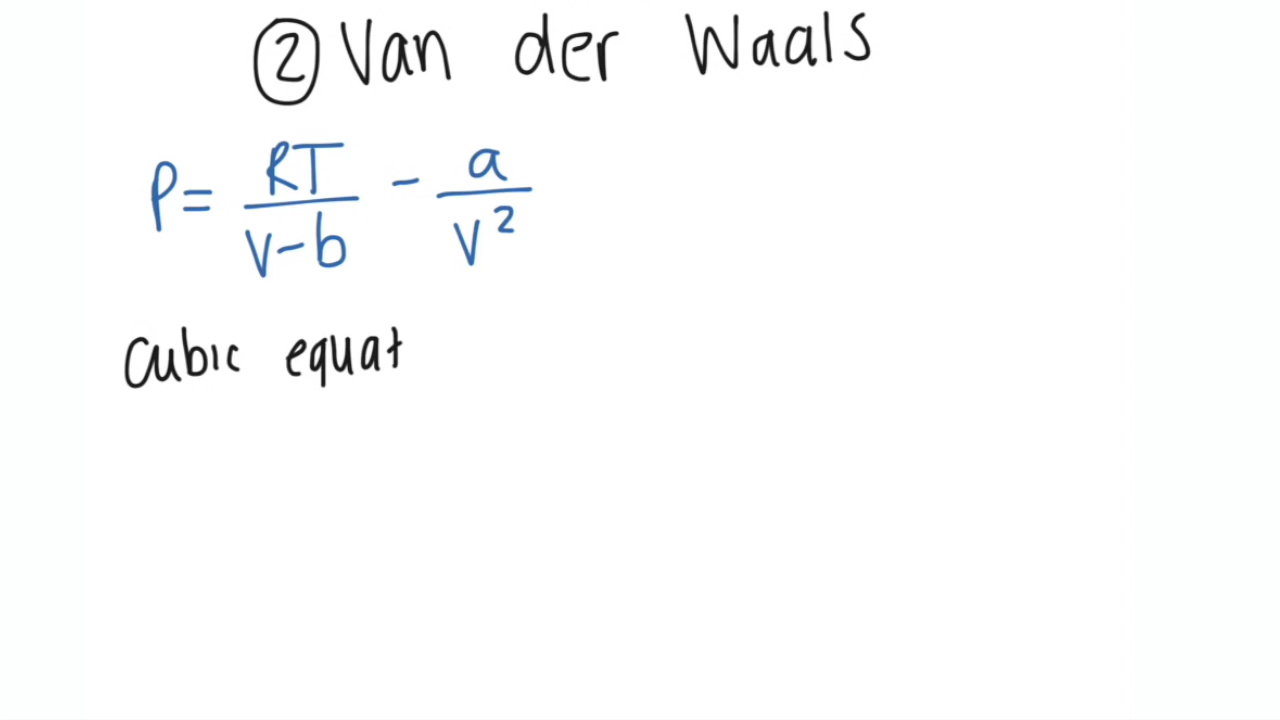 ② Van der Waals
P = RT/(v-b) - a/v²
cubic equat